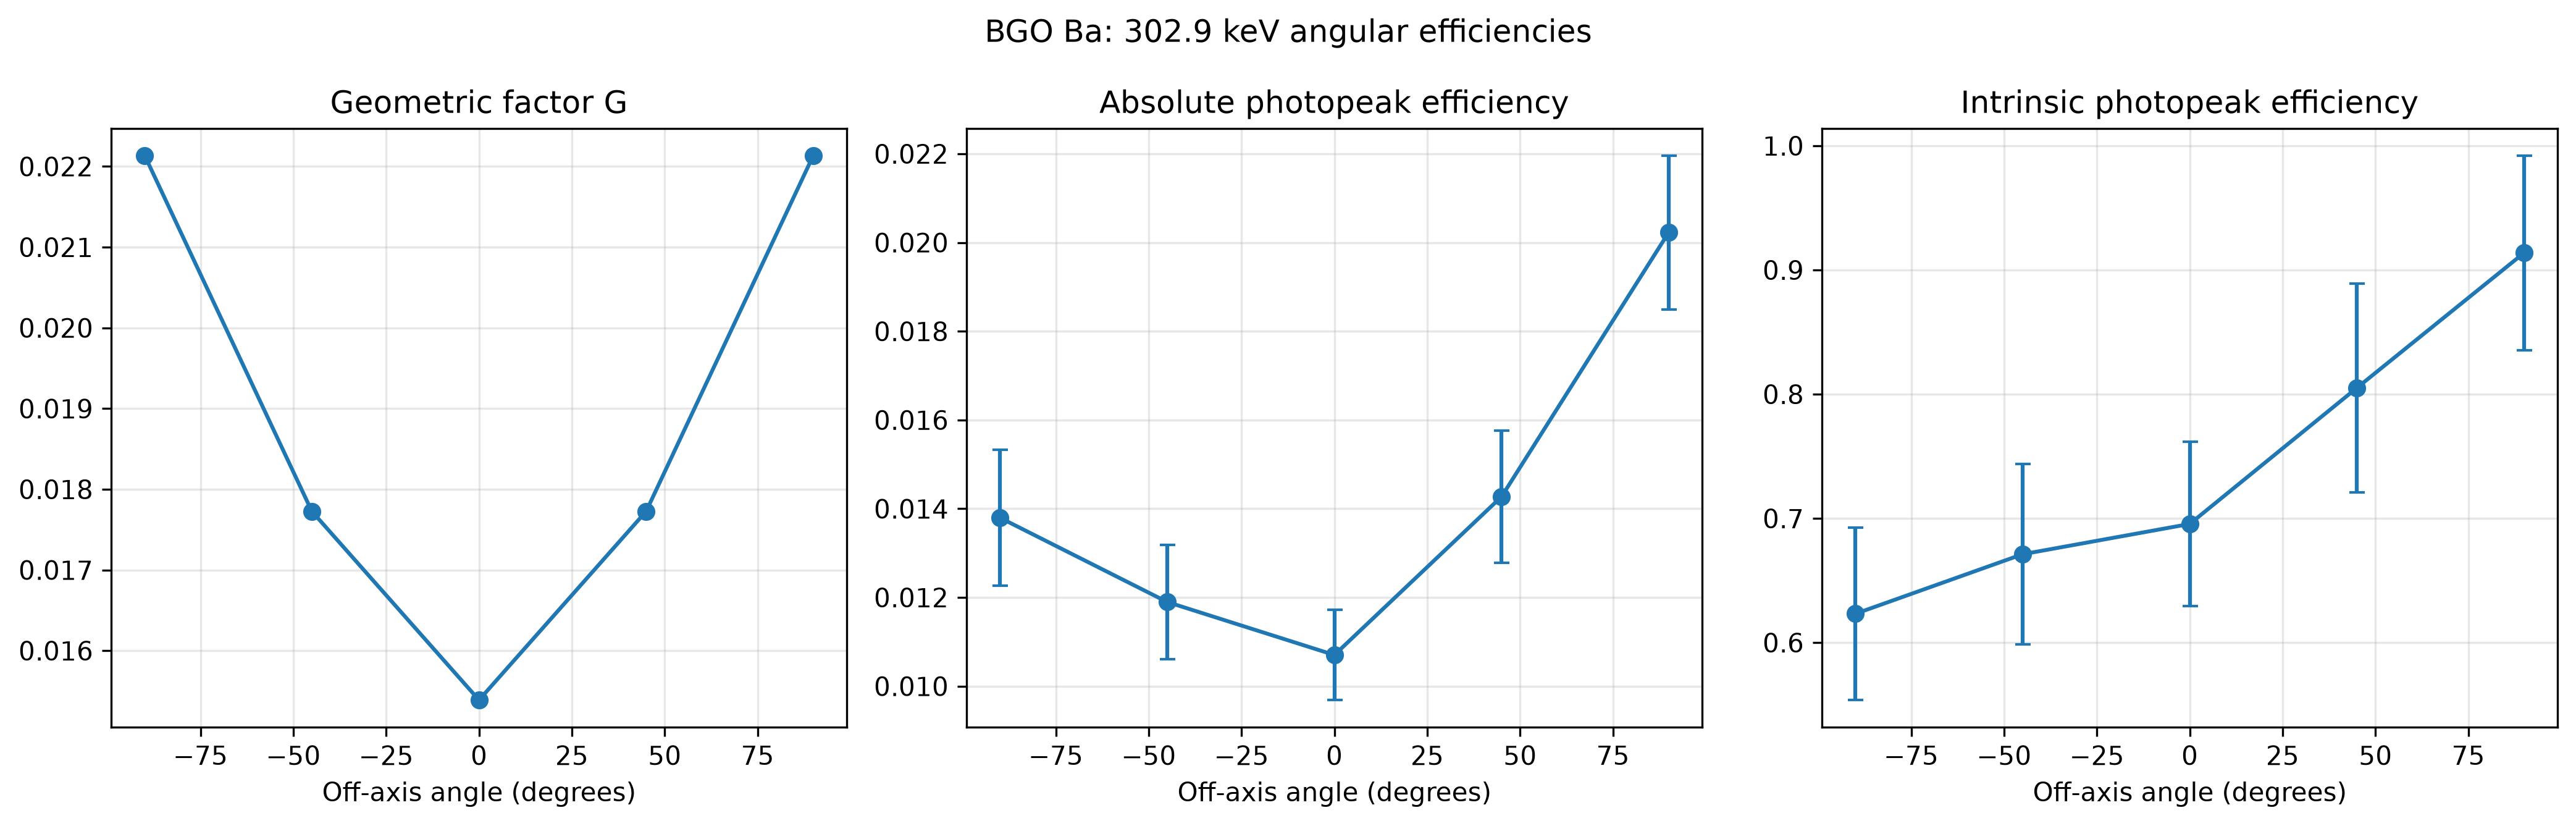 BGO Ba: 302.9 keV angular efficiencies
Geometric factor G
0.022
0.021
0.020
0.019
0.018
0.017
0.016
−75 −50 −25 0 25 50 75
Off-axis angle (degrees)
Absolute photopeak efficiency
0.022
0.020
0.018
0.016
0.014
0.012
0.010
−75 −50 −25 0 25 50 75
Off-axis angle (degrees)
Intrinsic photopeak efficiency
1.0
0.9
0.8
0.7
0.6
−75 −50 −25 0 25 50 75
Off-axis angle (degrees)